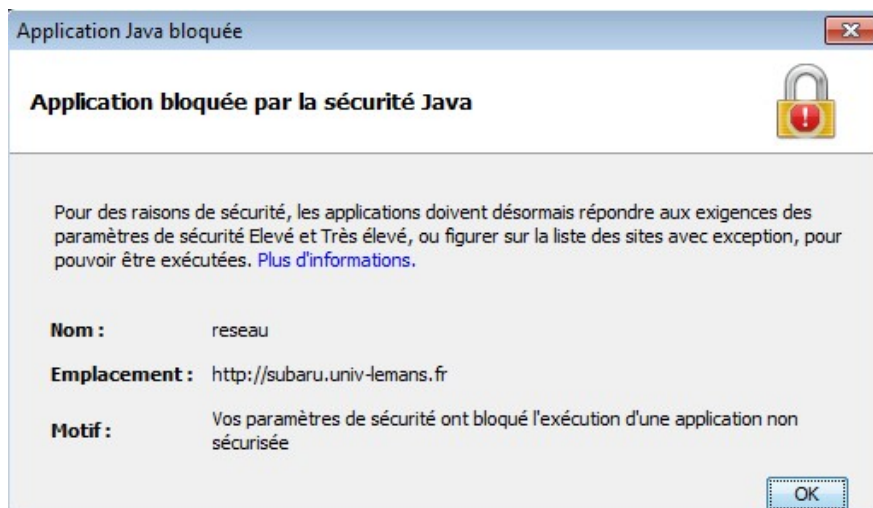 Application Java bloquée
Application bloquée par la sécurité Java
Pour des raisons de sécurité, les applications doivent désormais répondre aux exigences des
paramètres de sécurité Elevé et Très élevé, ou figurer sur la liste des sites avec exception, pour
pouvoir être exécutées. Plus d'informations.
Nom : reseau
Emplacement : http://subaru.univ-lemans.fr
Motif : Vos paramètres de sécurité ont bloqué l'exécution d'une application non
sécurisée
OK